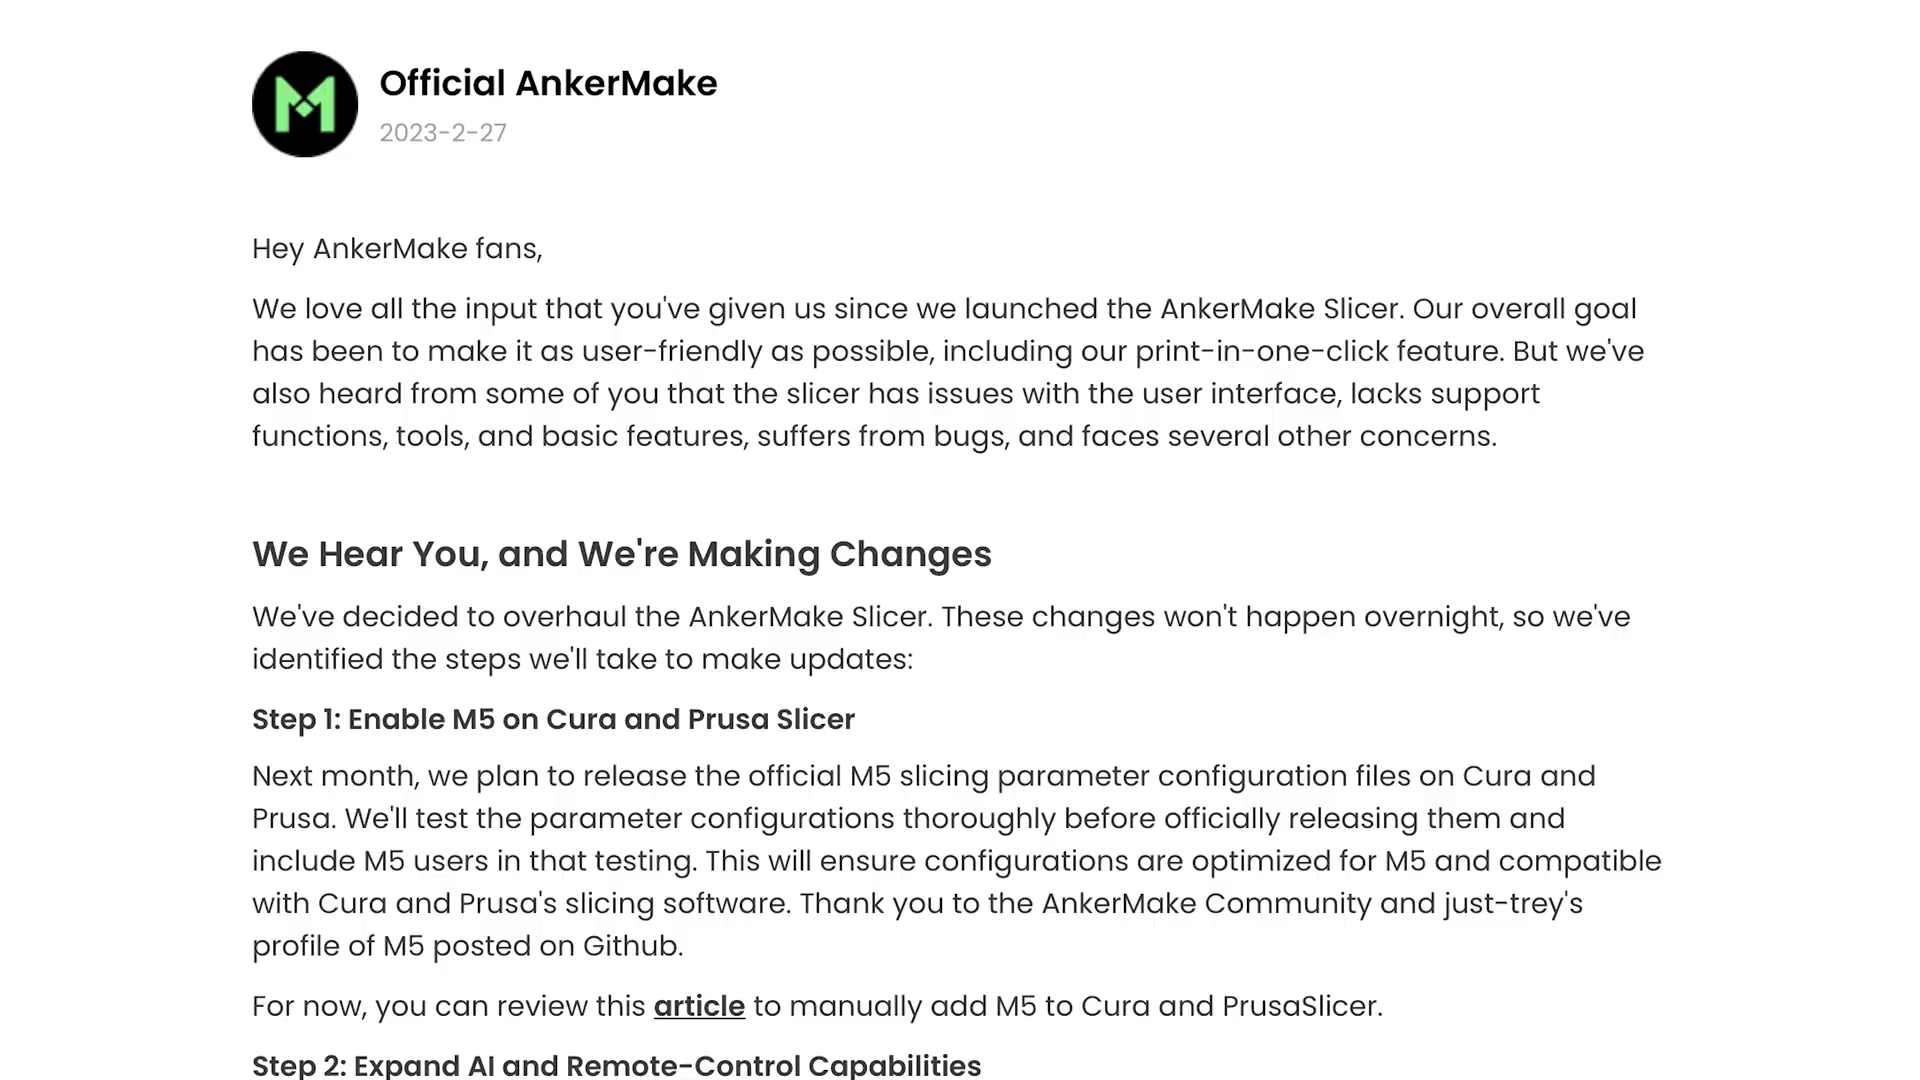 Official AnkerMake
2023-2-27
Hey AnkerMake fans,
We love all the input that you've given us since we launched the AnkerMake Slicer. Our overall goal
has been to make it as user-friendly as possible, including our print-in-one-click feature. But we've
also heard from some of you that the slicer has issues with the user interface, lacks support
functions, tools, and basic features, suffers from bugs, and faces several other concerns.
We Hear You, and We're Making Changes
We've decided to overhaul the AnkerMake Slicer. These changes won't happen overnight, so we've
identified the steps we'll take to make updates:
Step 1: Enable M5 on Cura and Prusa Slicer
Next month, we plan to release the official M5 slicing parameter configuration files on Cura and
Prusa. We'll test the parameter configurations thoroughly before officially releasing them and
include M5 users in that testing. This will ensure configurations are optimized for M5 and compatible
with Cura and Prusa's slicing software. Thank you to the AnkerMake Community and just-trey's
profile of M5 posted on Github.
For now, you can review this article to manually add M5 to Cura and PrusaSlicer.
Step 2: Expand AI and Remote-Control Capabilities